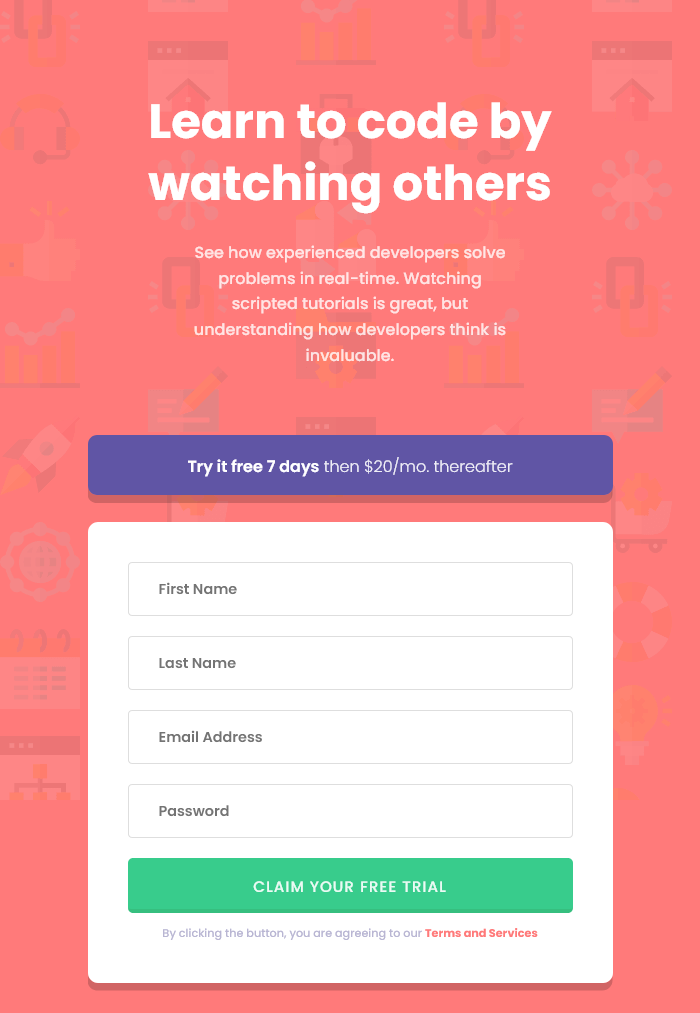 Learn to code by
watching others
See how experienced developers solve
problems in real-time. Watching
scripted tutorials is great, but
understanding how developers think is
invaluable.
Try it free 7 days then $20/mo. thereafter
First Name
Last Name
Email Address
Password
CLAIM YOUR FREE TRIAL
By clicking the button, you are agreeing to our Terms and Services